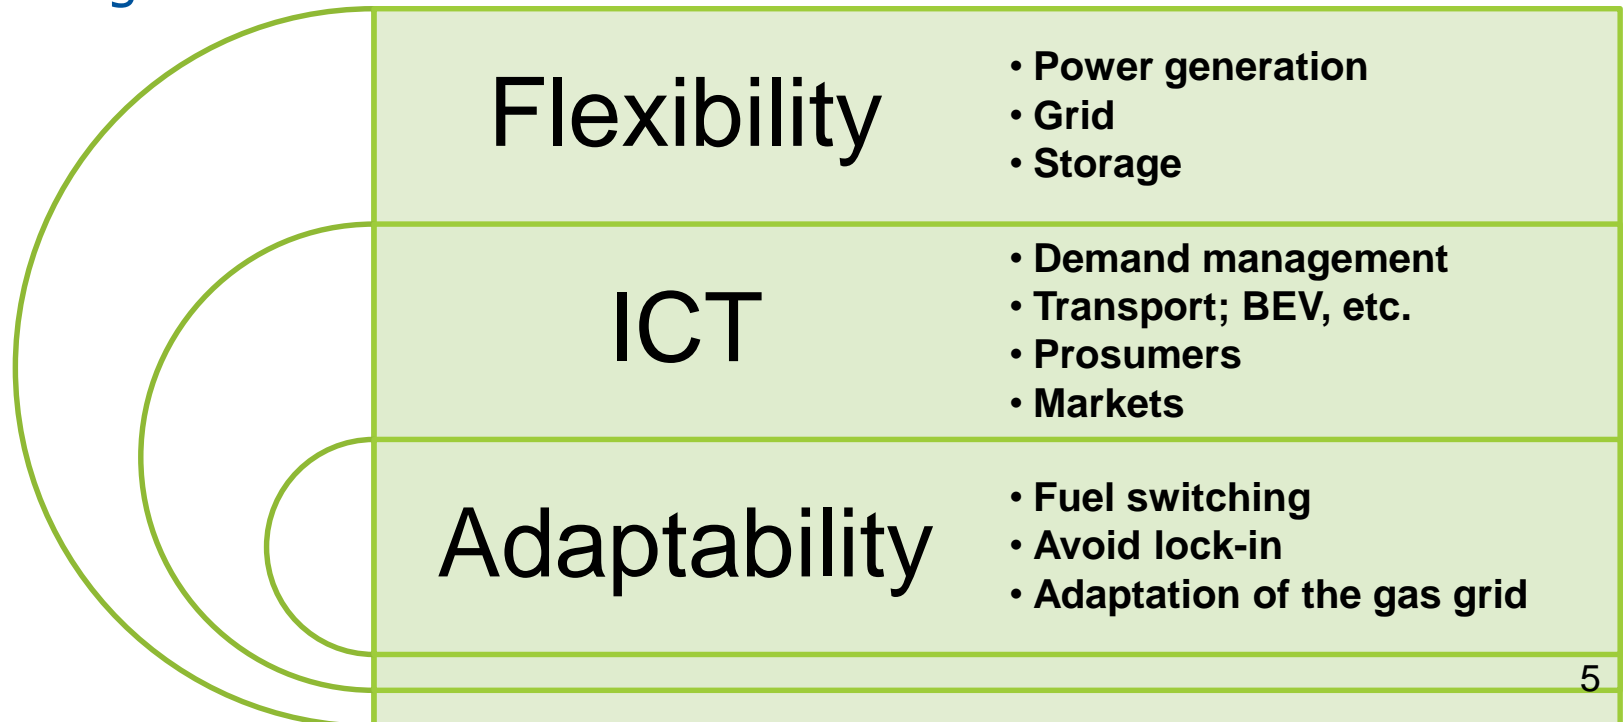 Flexibility
• Power generation
• Grid
• Storage
ICT
• Demand management
• Transport; BEV, etc.
• Prosumers
• Markets
Adaptability
• Fuel switching
• Avoid lock-in
• Adaptation of the gas grid
5